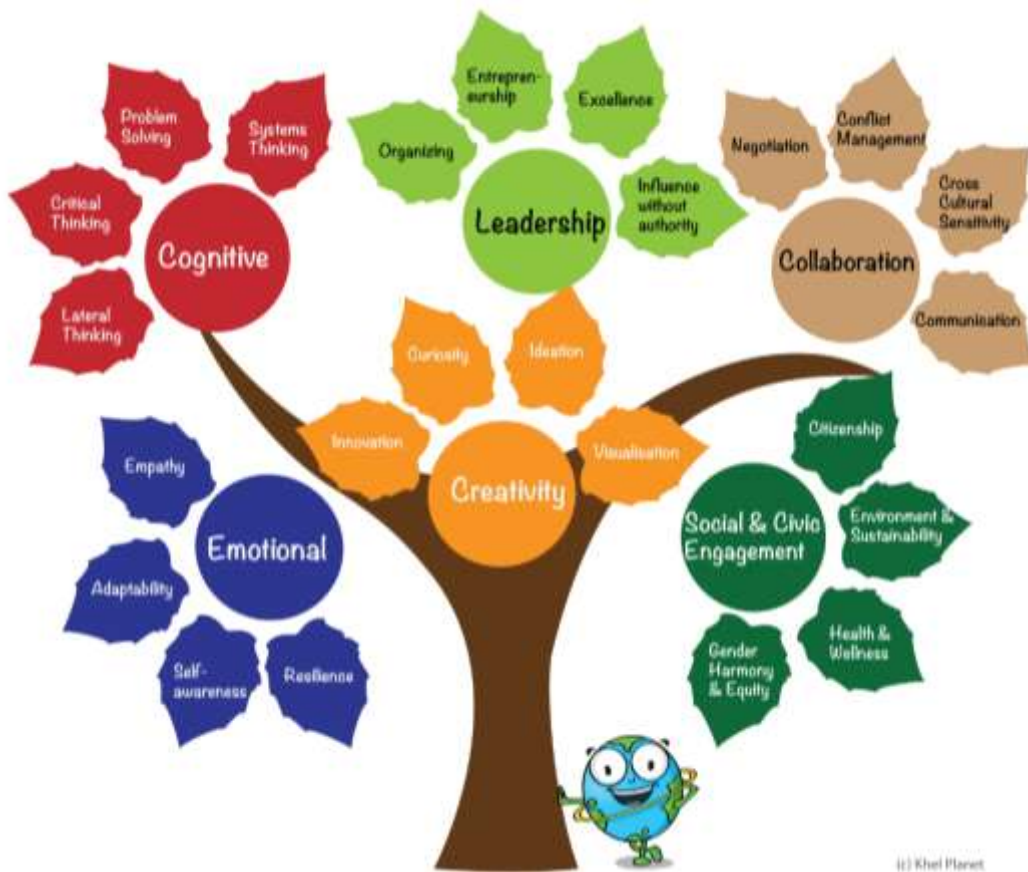 Problem
Solving
Systems
Thinking
Critical
Thinking
Lateral
Thinking
Cognitive
Entrepren-
eurship
Excellence
Organizing
Influence
without
authority
Leadership
Negotiation
Conflict
Management
Cross
Cultural
Sensitivity
Communication
Collaboration
Curiosity
Ideation
Innovation
Visualisation
Creativity
Empathy
Adaptability
Self-
awareness
Resilience
Emotional
Citizenship
Environment &
Sustainability
Health &
Wellness
Gender
Harmony
& Equity
Social & Civic
Engagement
(c) Khel Planet